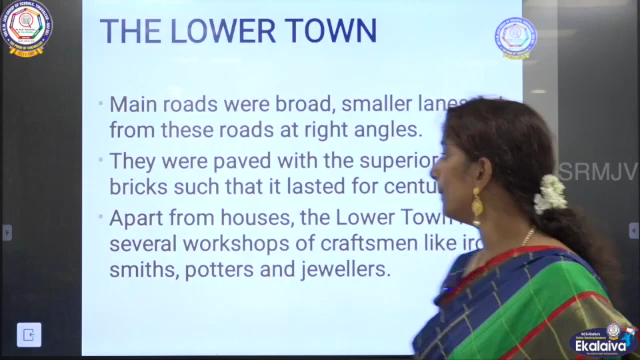 THE LOWER TOWN
• Main roads were broad, smaller lanes
from these roads at right angles.
• They were paved with the superior
bricks such that it lasted for
• Apart from houses, the Lower Town
several workshops of craftsmen like
smiths, potters and jewellers.
SRMJV
Ekalaiva